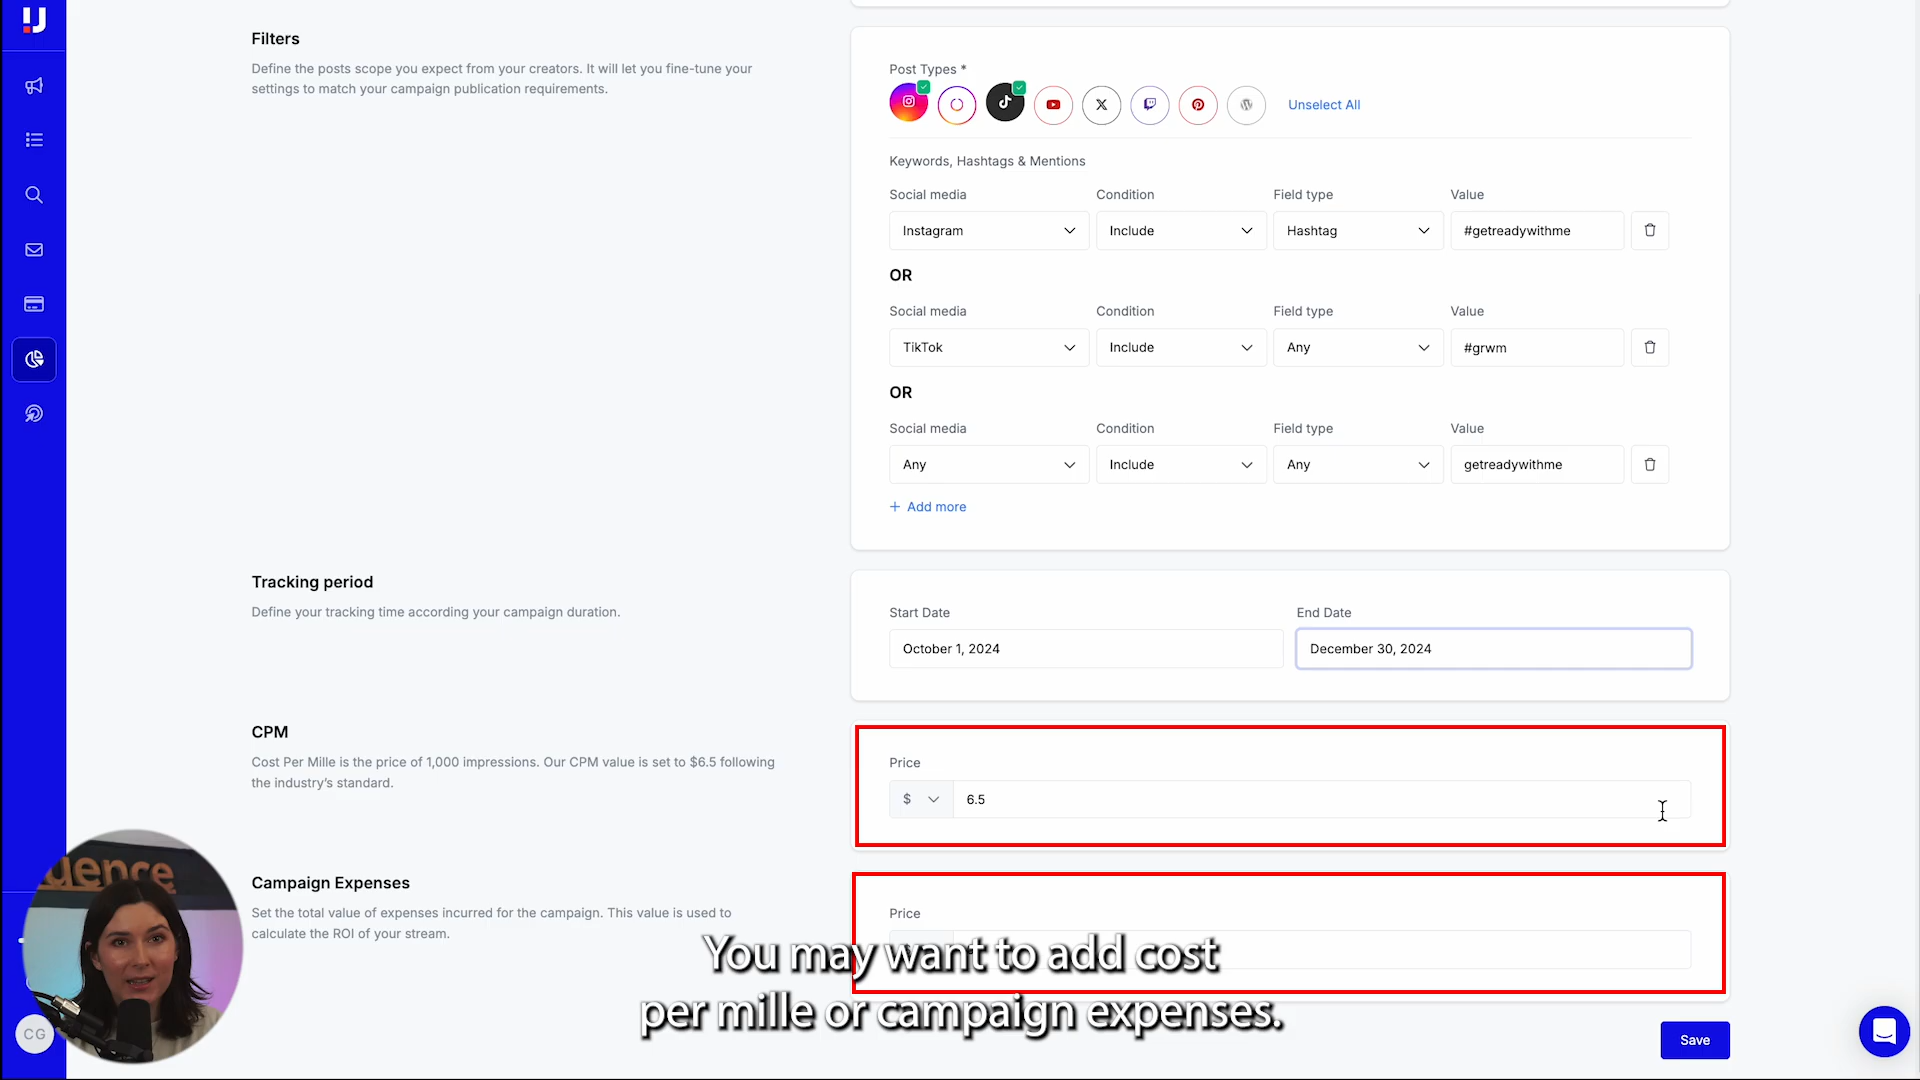 Filters
Define the posts scope you expect from your creators. It will let you fine-tune your
settings to match your campaign publication requirements.
Post Types *
Unselect All
Keywords, Hashtags & Mentions
Social media Condition Field type Value
Instagram Include Hashtag #getreadywithme
OR
Social media Condition Field type Value
TikTok Include Any #grwm
OR
Social media Condition Field type Value
Any Include Any getreadywithme
+ Add more
Tracking period
Define your tracking time according your campaign duration.
Start Date End Date
October 1, 2024 December 30, 2024
CPM
Cost Per Mille is the price of 1,000 impressions. Our CPM value is set to $6.5 following
the industry’s standard.
Price
$ 6.5
Campaign Expenses
Set the total value of expenses incurred for the campaign. This value is used to
calculate the ROI of your stream.
Price
You may want to add cost
per mille or campaign expenses.
CG
Save